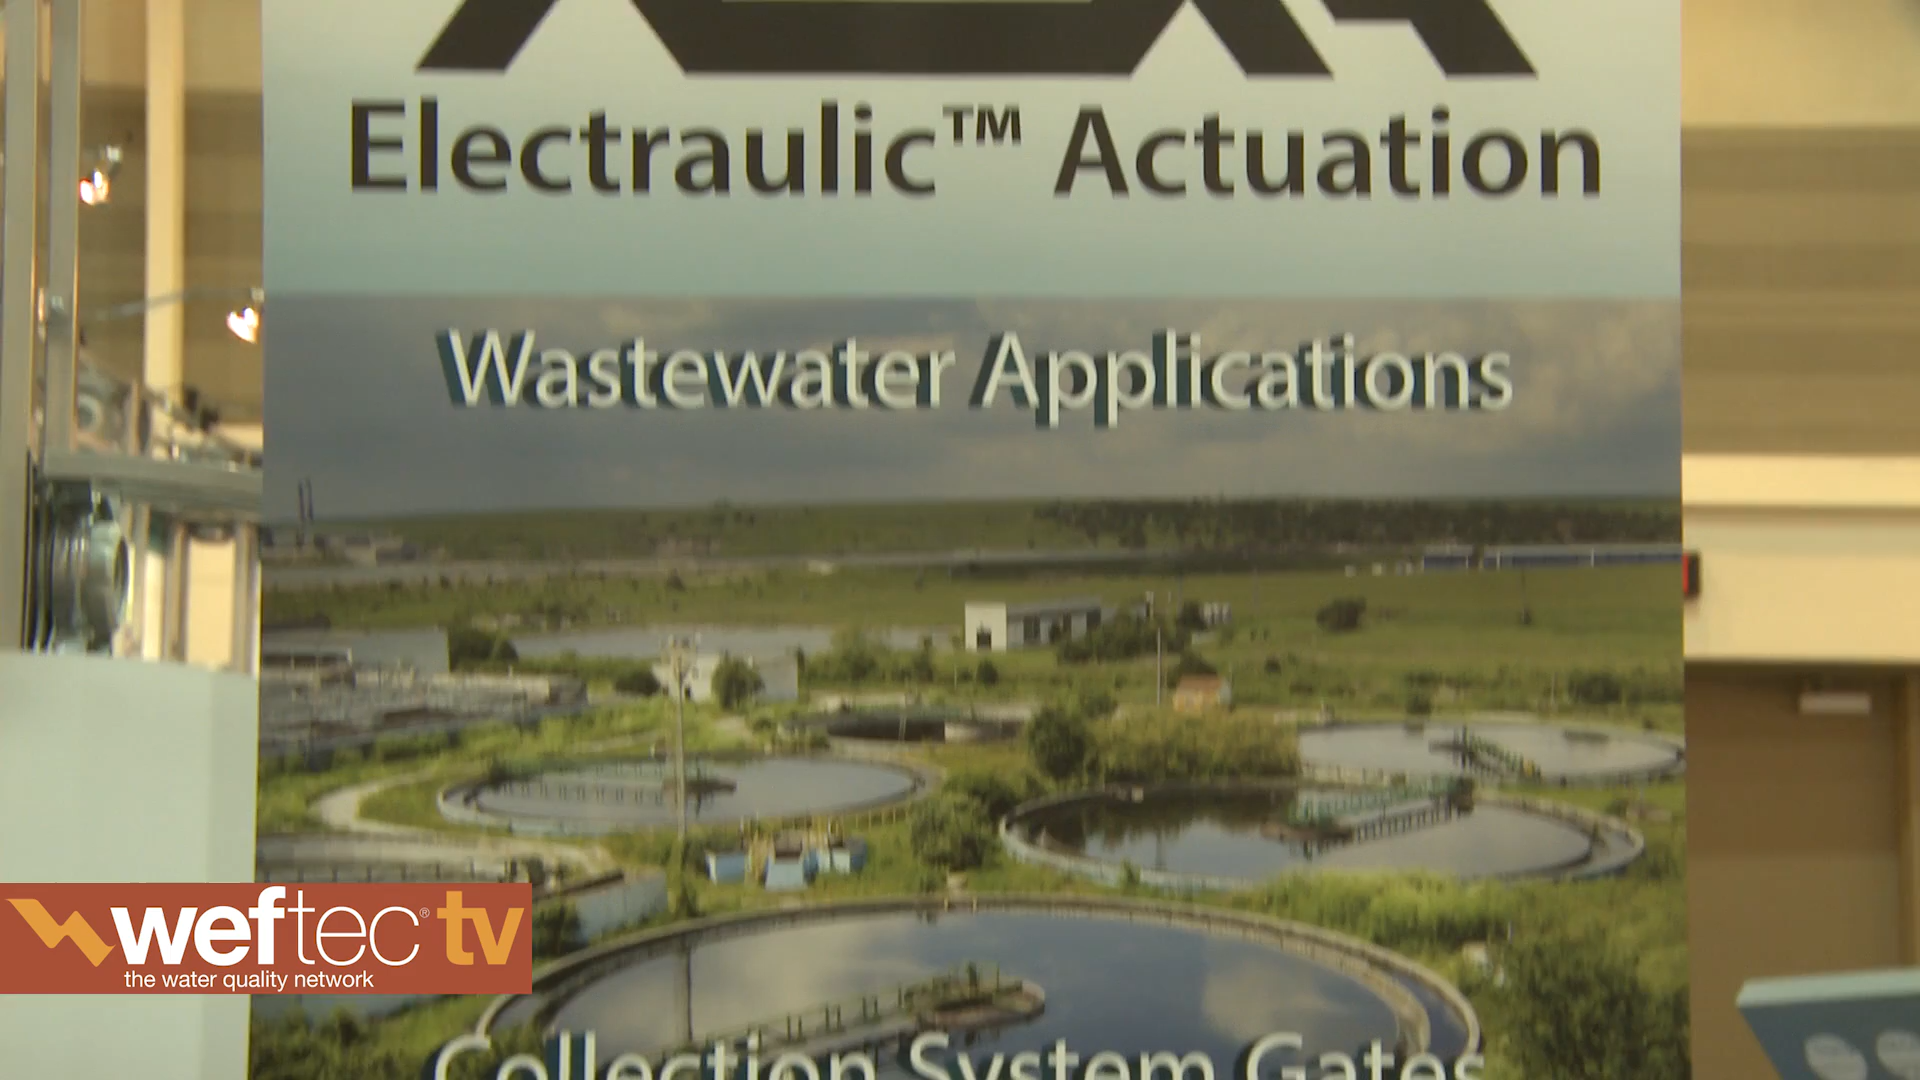 Electraulic™ Actuation
Wastewater Applications
weftec® tv
the water quality network
Collection System Gates